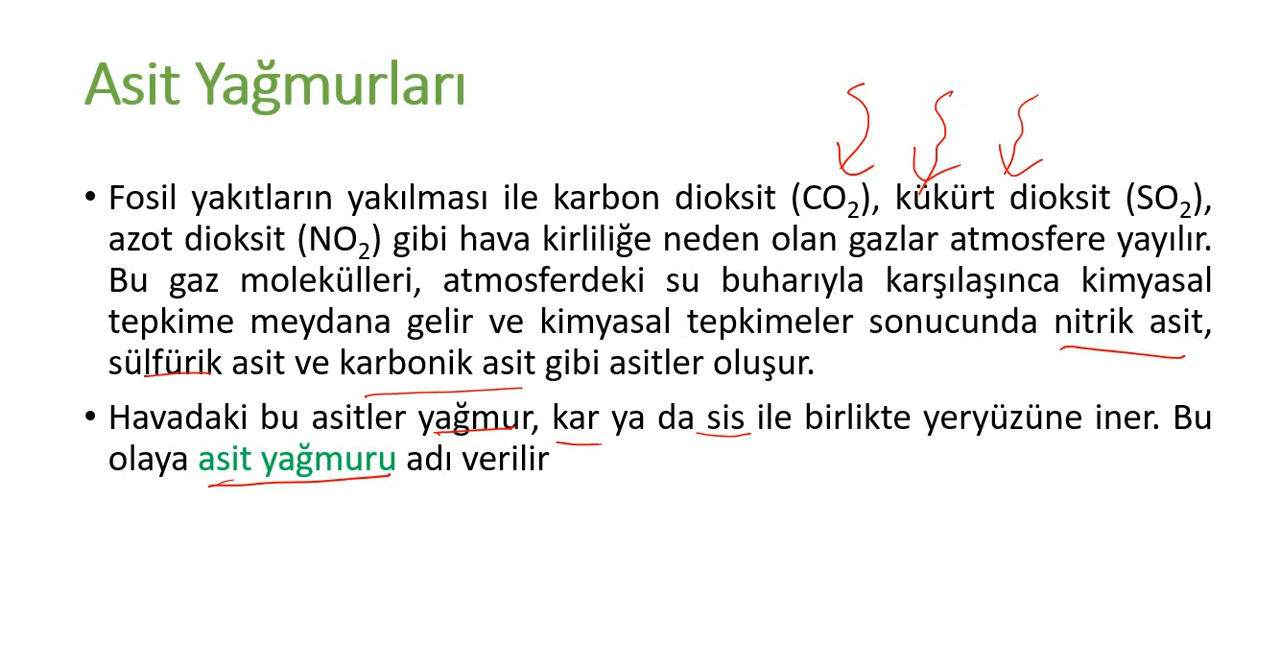 Asit Yağmurları
• Fosil yakıtların yakılması ile karbon dioksit (CO₂), kükürt dioksit (SO₂),
azot dioksit (NO₂) gibi hava kirliliğe neden olan gazlar atmosfere yayılır.
Bu gaz molekülleri, atmosferdeki su buharıyla karşılaşınca kimyasal
tepkime meydana gelir ve kimyasal tepkimeler sonucunda nitrik asit,
sülfürik asit ve karbonik asit gibi asitler oluşur.
• Havadaki bu asitler yağmur, kar ya da sis ile birlikte yeryüzüne iner. Bu
olaya asit yağmuru adı verilir